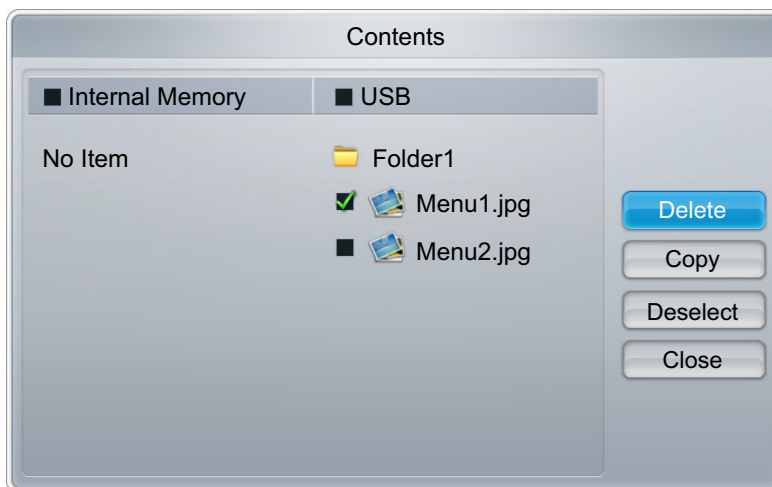 Contents
Internal Memory
USB
No Item
Folder1
Menu1.jpg
Menu2.jpg
Delete
Copy
Deselect
Close